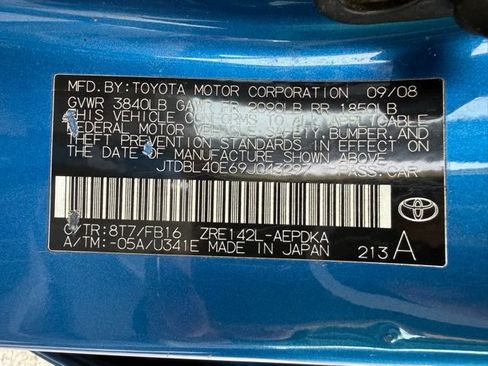 MFD. BY: TOYOTA MOTOR CORPORATION 09/08
GVWR 3840LB GAWR FR 2090LB RR 1850LB
THIS VEHICLE CONFORMS TO ALL APPLICABLE
FEDERAL MOTOR VEHICLE SAFETY, BUMPER, AND
THEFT PREVENTION STANDARDS IN EFFECT ON
THE DATE OF MANUFACTURE SHOWN ABOVE.
PASS.CAR
C/TR: 8T7/FB16 ZRE142L-AEPDKA
A/TM: -05A/U341E MADE IN JAPAN 213 A
TOYOTA